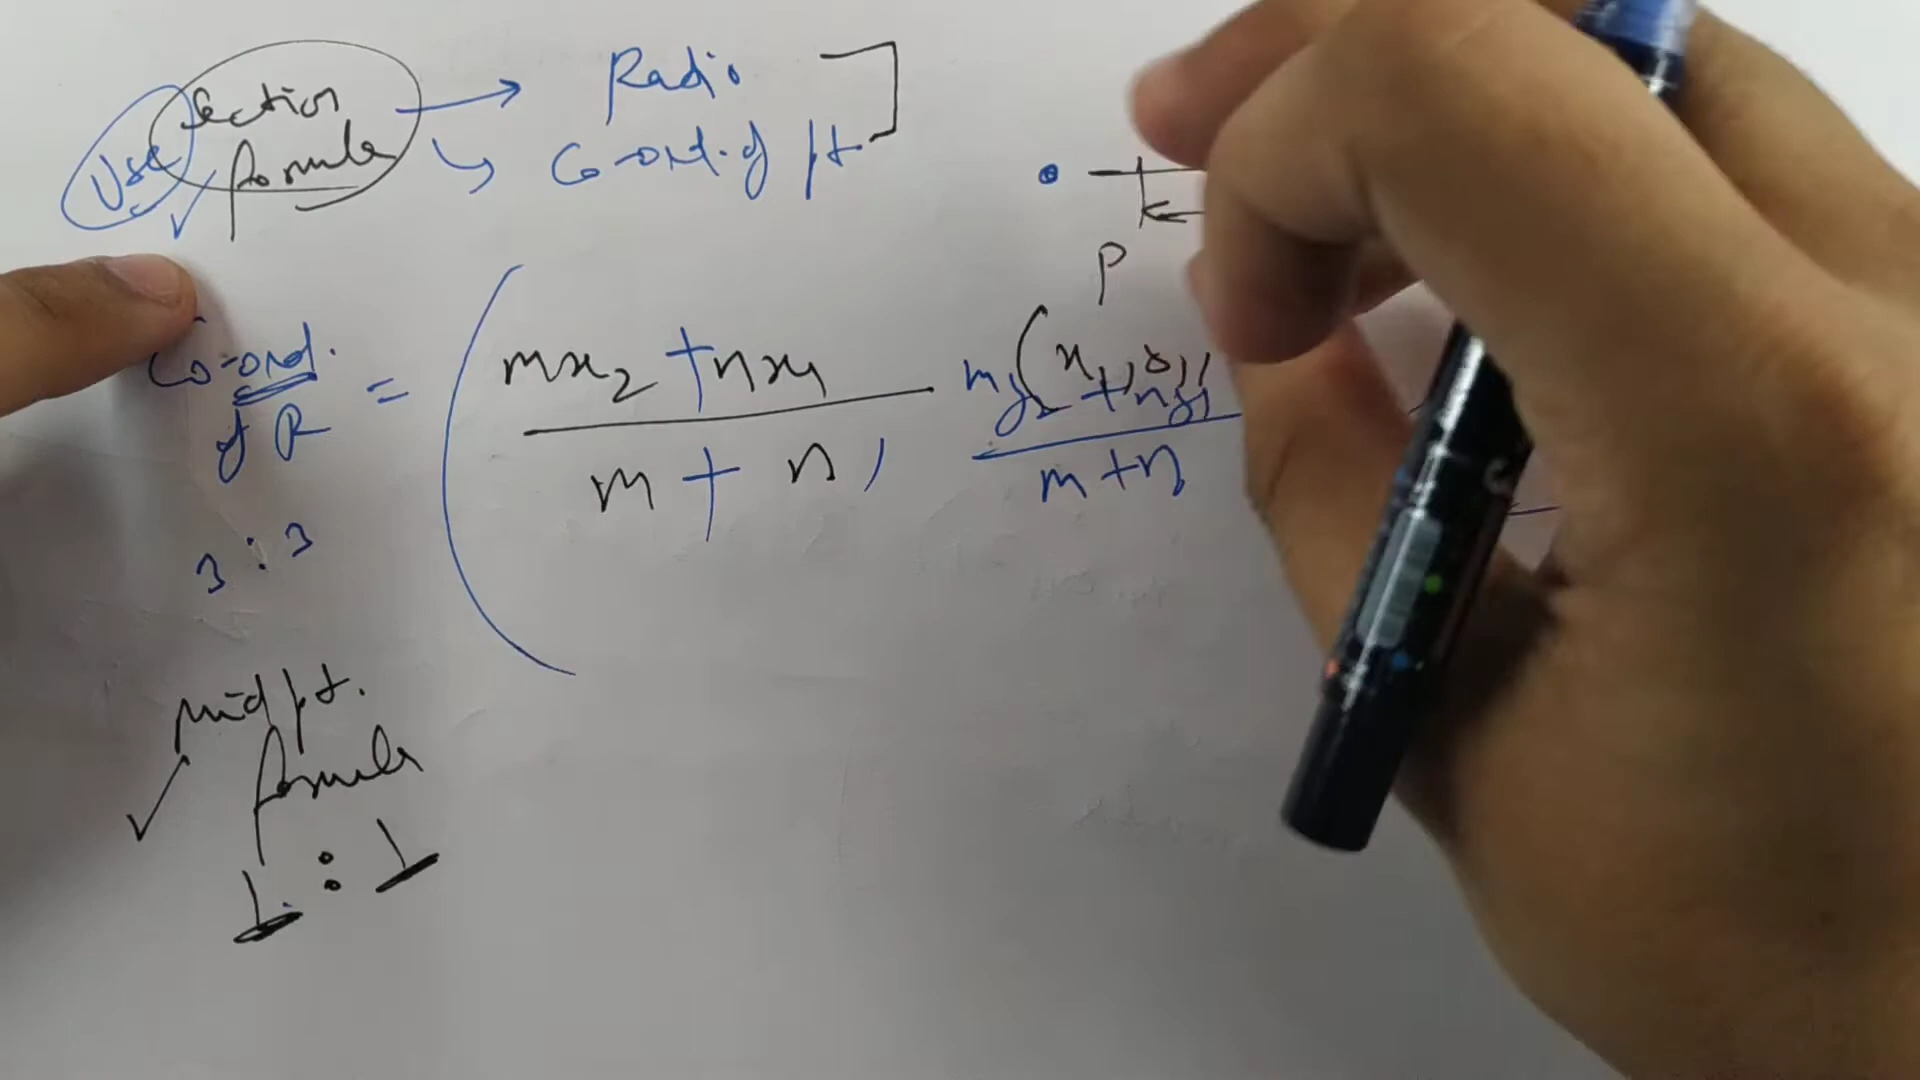 Use Section → Radio
formula ↳ Co-ord. of pt
P
(x₁, y₁,
Co-ord. of R = ( mx₂ + nx₁ / m + n , my₂ + ny₁ / m + n
3 : 3
mid pt.
formula
1 : 1